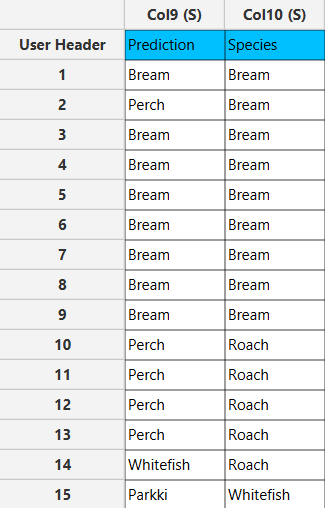 Col9 (S) Col10 (S)
User Header Prediction Species
1 Bream Bream
2 Perch Bream
3 Bream Bream
4 Bream Bream
5 Bream Bream
6 Bream Bream
7 Bream Bream
8 Bream Bream
9 Bream Bream
10 Perch Roach
11 Perch Roach
12 Perch Roach
13 Perch Roach
14 Whitefish Roach
15 Parkki Whitefish